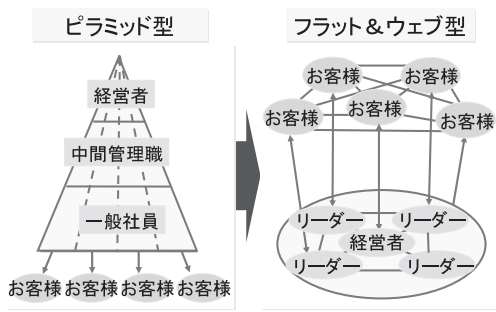 ピラミッド型
経営者
中間管理職
一般社員
お客様 お客様 お客様 お客様
フラット＆ウェブ型
お客様 お客様
お客様 お客様 お客様
リーダー リーダー
経営者
リーダー リーダー